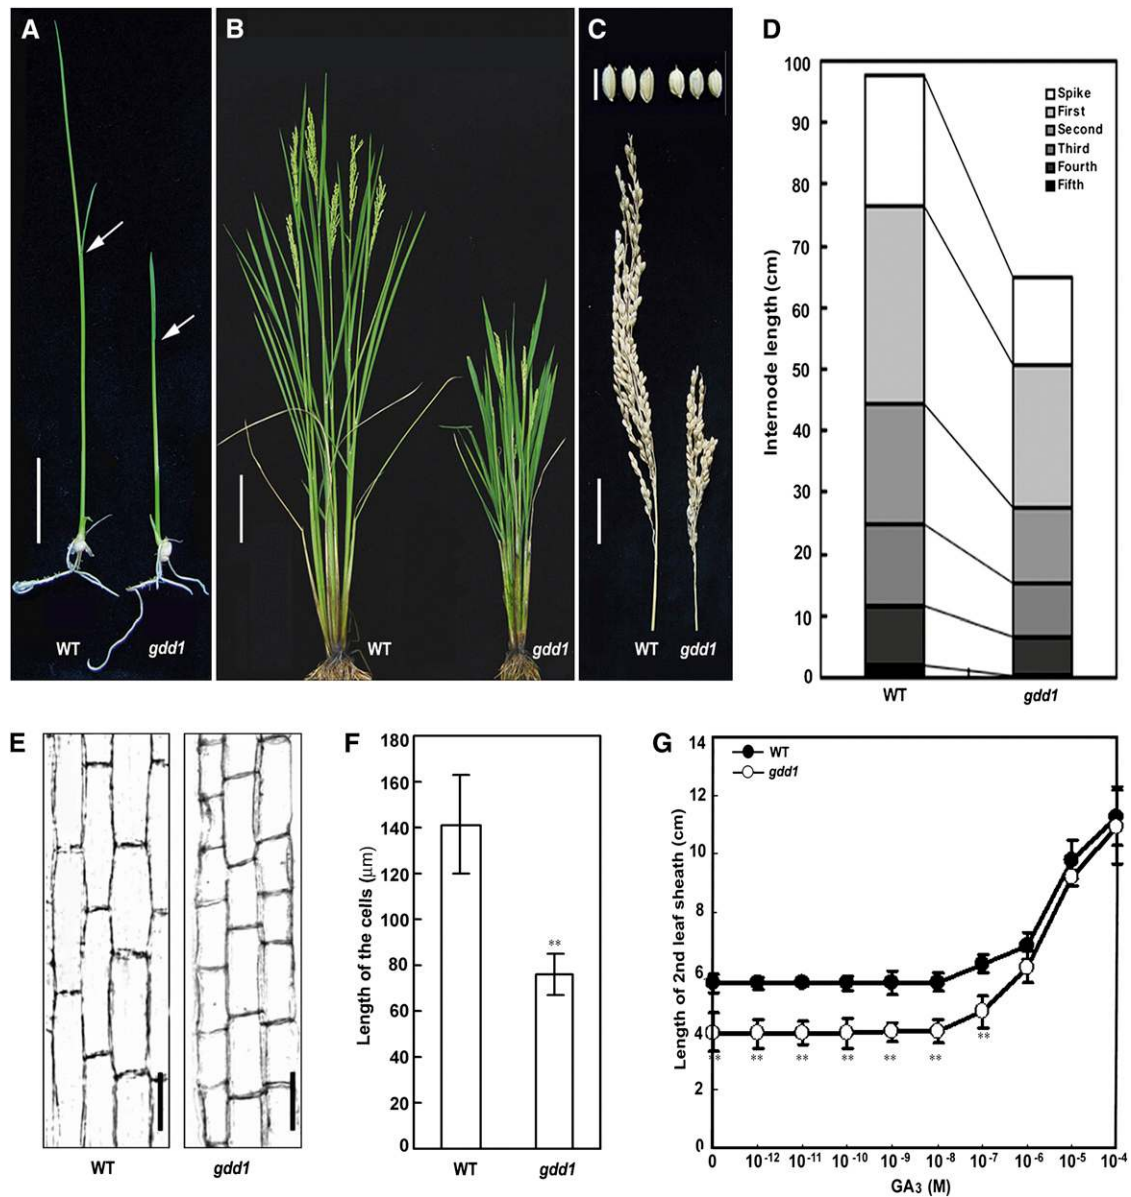 A
WT
gdd1
B
WT
gdd1
C
WT
gdd1
D
Internode length (cm)
100
90
80
70
60
50
40
30
20
10
0
Spike
First
Second
Third
Fourth
Fifth
WT
gdd1
E
WT
gdd1
F
Length of the cells (μm)
180
160
140
120
100
80
60
40
20
0
**
WT
gdd1
G
Length of 2nd leaf sheath (cm)
14
12
10
8
6
4
2
0
WT
gdd1
** ** ** ** ** ** **
0 10-12 10-11 10-10 10-9 10-8 10-7 10-6 10-5 10-4
GA3 (M)